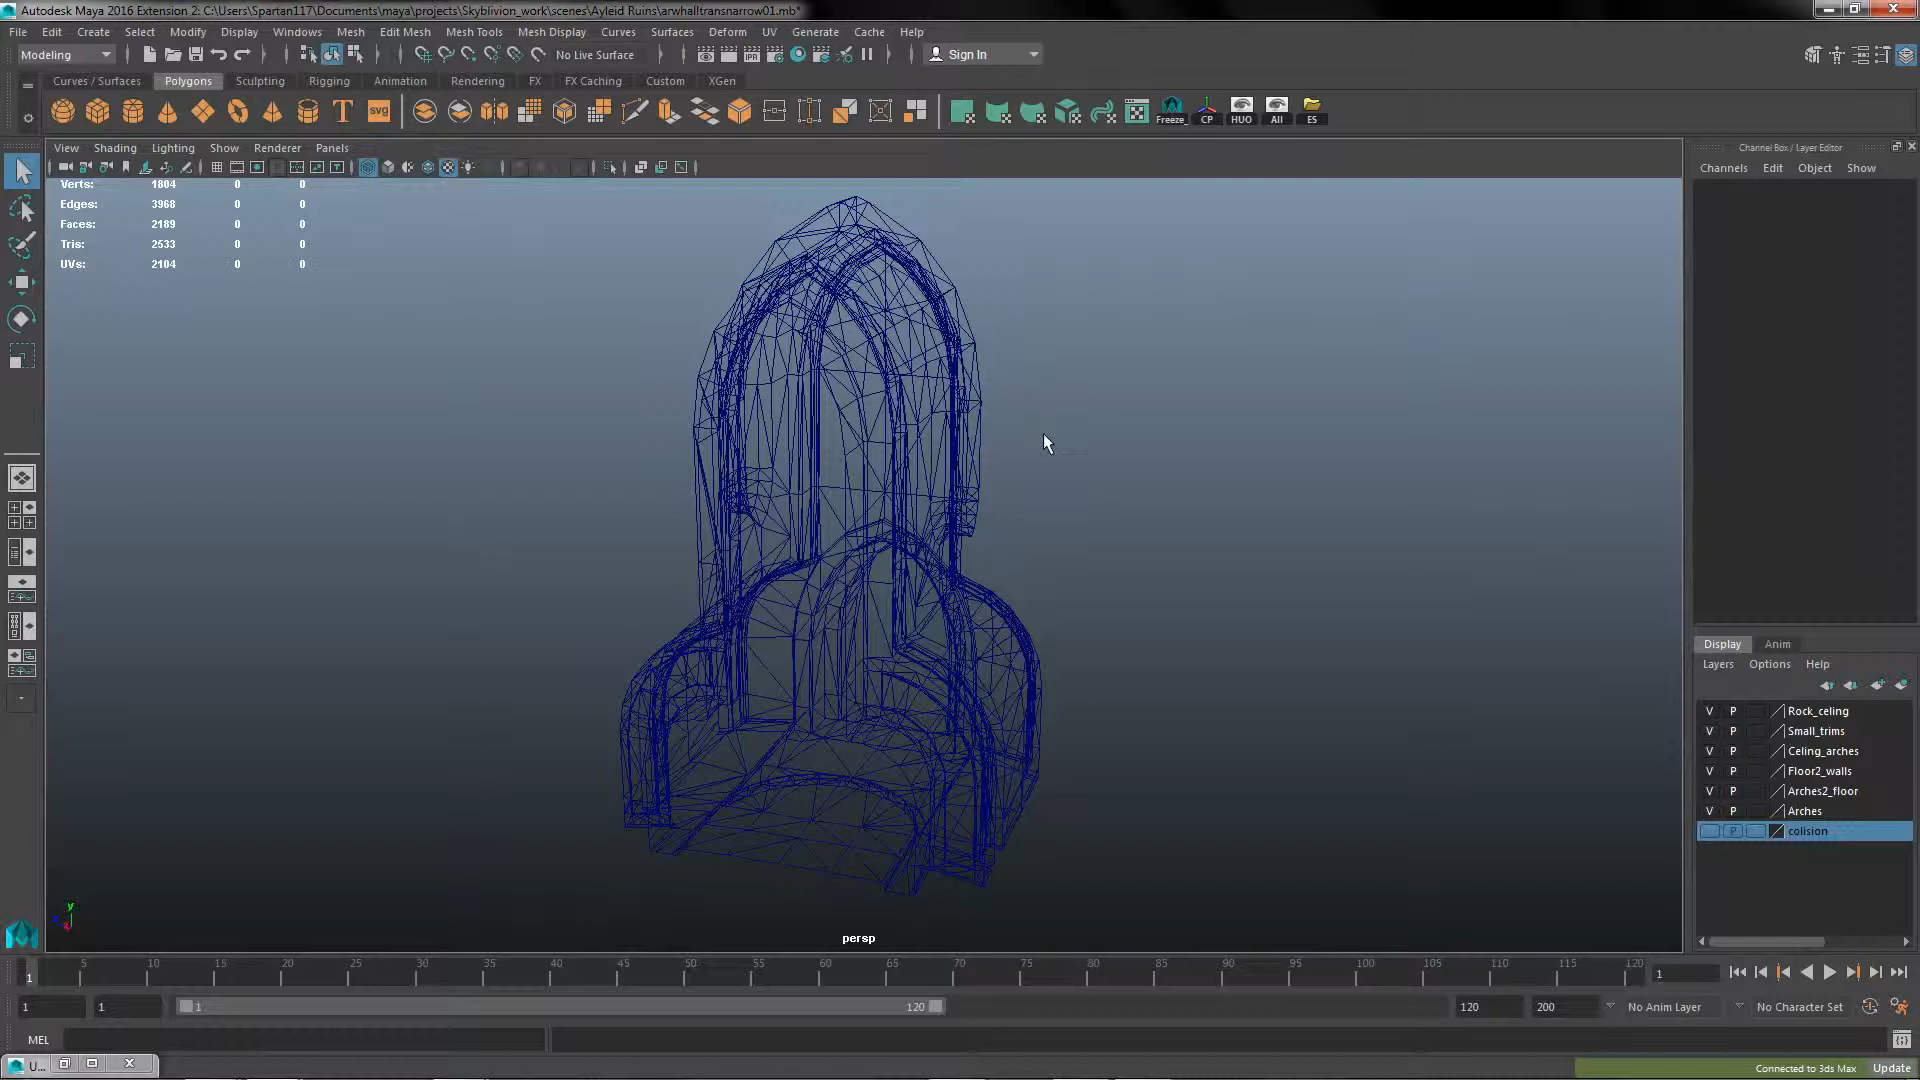 Autodesk Maya 2016 Extension 2: C:\Users\Spartan117\Documents\maya\projects\Skyblivion_work\scenes\Ayleid Ruins\arwhalltransnarrow01.mb*
File Edit Create Select Modify Display Windows Mesh Edit Mesh Mesh Tools Mesh Display Curves Surfaces Deform UV Generate Cache Help
Modeling No Live Surface Sign In
Curves / Surfaces Polygons Sculpting Rigging Animation Rendering FX FX Caching Custom XGen
T svg Freeze_ CP HUO All ES
View Shading Lighting Show Renderer Panels
Channel Box / Layer Editor
Channels Edit Object Show
Verts: 1804 0 0
Edges: 3968 0 0
Faces: 2189 0 0
Tris: 2533 0 0
UVs: 2104 0 0
Display Anim
Layers Options Help
V P Rock_celing
V P Small_trims
V P Celing_arches
V P Floor2_walls
V P Arches2_floor
V P Arches
P colision
y
persp
1 5 10 15 20 25 30 35 40 45 50 55 60 65 70 75 80 85 90 95 100 105 110 115 120 1
1 1 1 120 120 200 No Anim Layer No Character Set
MEL
U...
Connected to 3ds Max Update